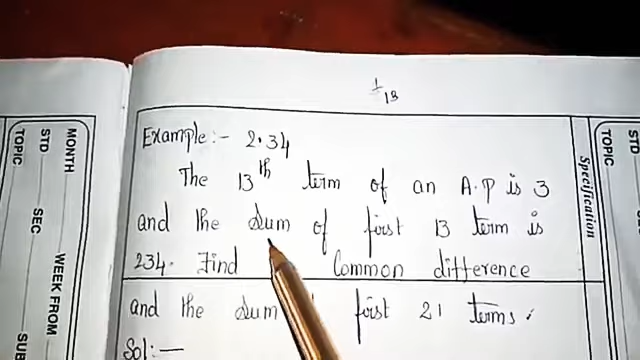 1/13
Example:- 2.34
The 13th term of an A.P is 3
and the Sum of first 13 term is
234. Find Common difference
and the Sum first 21 terms.
Sol:-
Specification
MONTH
STD
SEC
TOPIC
WEEK FROM
SUB
STD
TOPIC